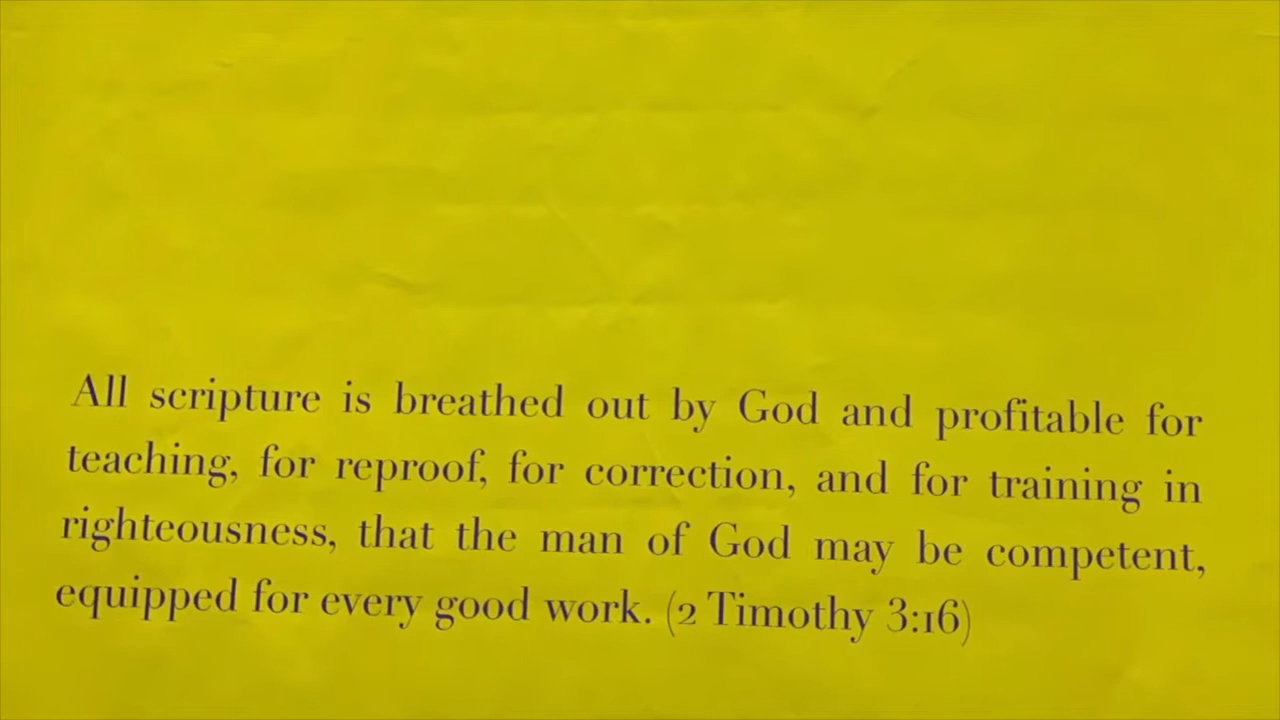 All scripture is breathed out by God and profitable for
teaching, for reproof, for correction, and for training in
righteousness, that the man of God may be competent,
equipped for every good work. (2 Timothy 3:16)